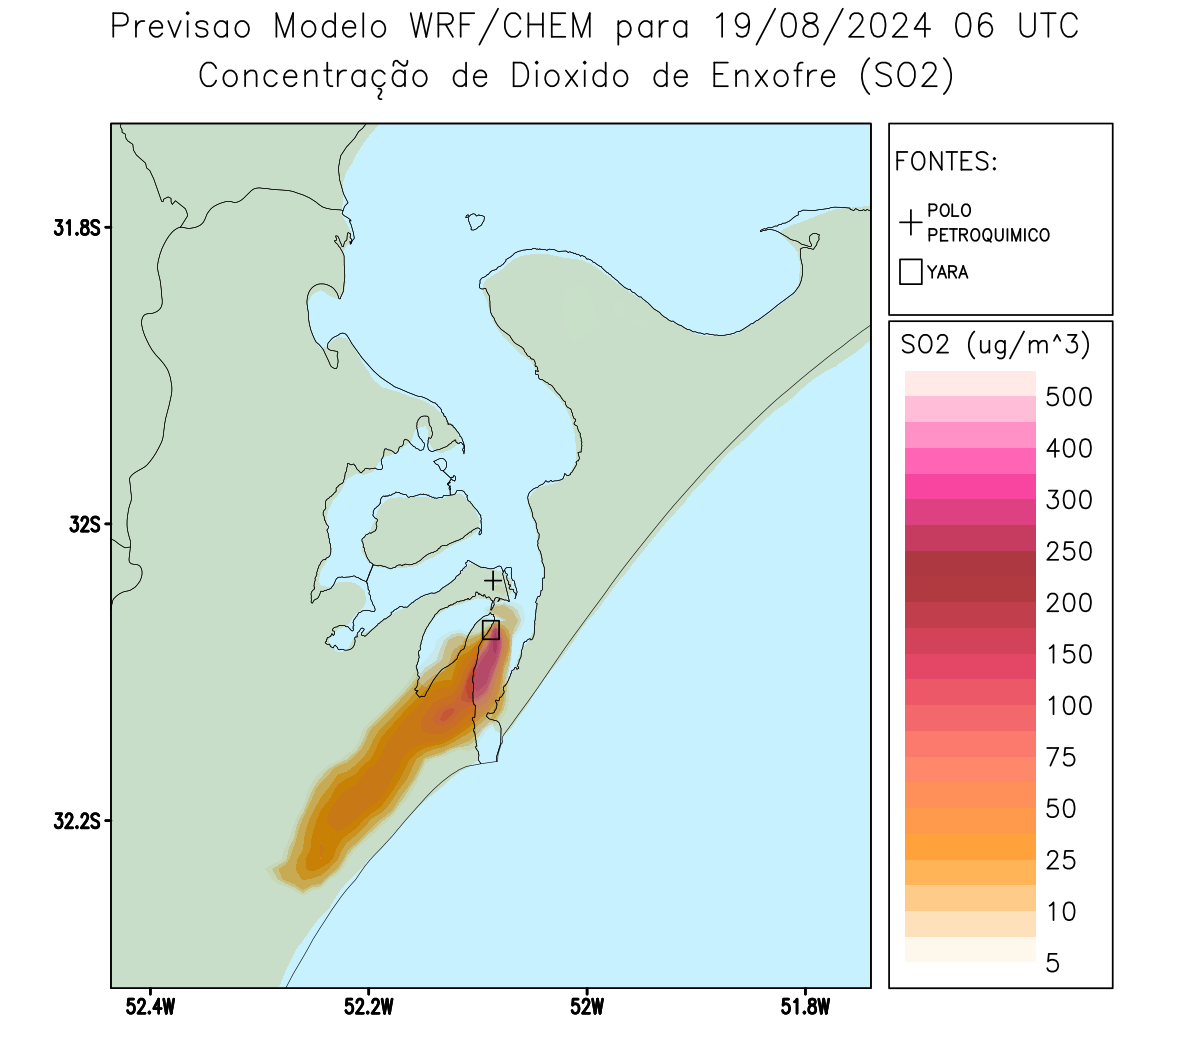 Previsao Modelo WRF/CHEM para 19/08/2024 06 UTC
Concentração de Dioxido de Enxofre (SO2)
FONTES:
POLO
PETROQUIMICO
YARA
SO2 (ug/m^3)
500
400
300
250
200
150
100
75
50
25
10
5
31.8S
32S
32.2S
52.4W
52.2W
52W
51.8W